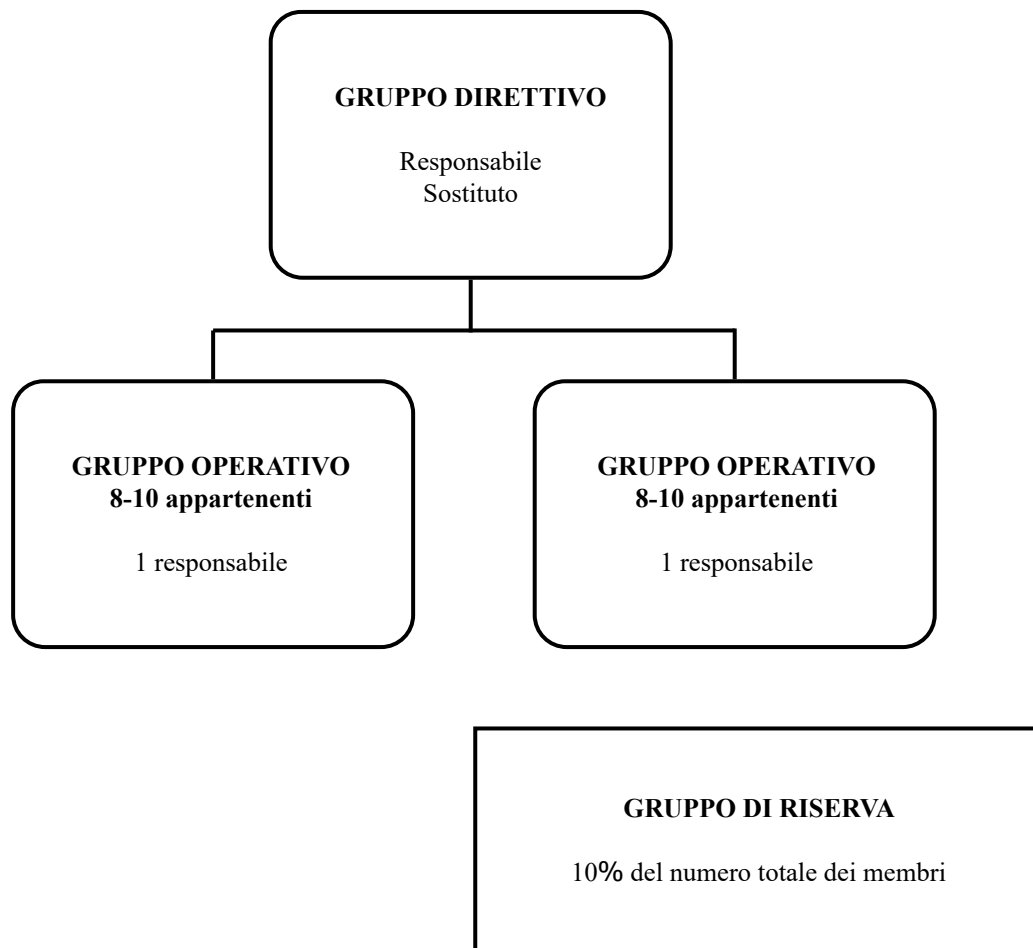 GRUPPO DIRETTIVO
Responsabile
Sostituto
GRUPPO OPERATIVO
8-10 appartenenti
1 responsabile
GRUPPO OPERATIVO
8-10 appartenenti
1 responsabile
GRUPPO DI RISERVA
10% del numero totale dei membri